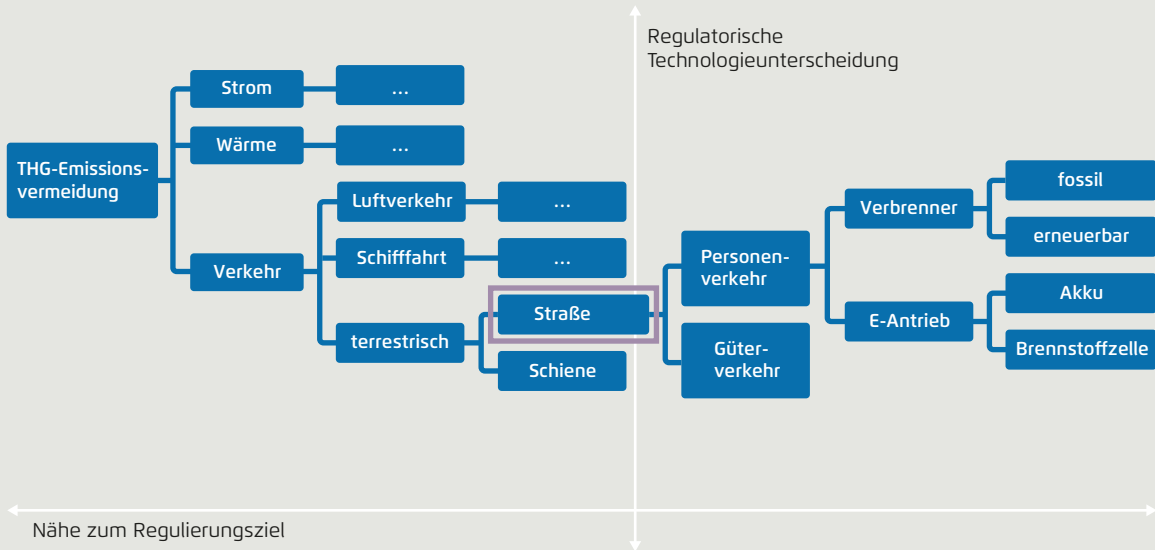 Regulatorische
Technologieunterscheidung
Strom
...
Wärme
...
THG-Emissions-
vermeidung
Verkehr
Luftverkehr
...
Schifffahrt
...
terrestrisch
Straße
Schiene
Personen-
verkehr
Güter-
verkehr
Verbrenner
fossil
erneuerbar
E-Antrieb
Akku
Brennstoffzelle
Nähe zum Regulierungsziel